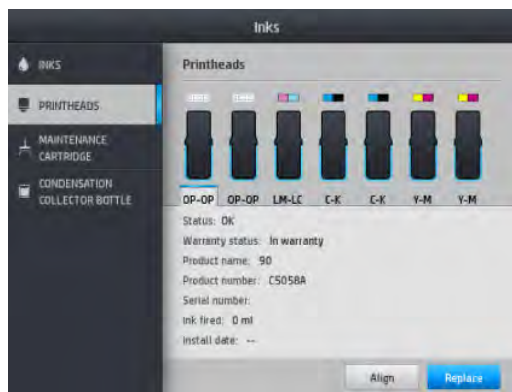 Inks
INKS
PRINTHEADS
MAINTENANCE
CARTRIDGE
CONDENSATION
COLLECTOR BOTTLE
Printheads
OP-OP OP-OP LM-LC C-K C-K Y-M Y-M
Status: OK
Warranty status: In warranty
Product name: 90
Product number: C5058A
Serial number:
Ink fired: 0 ml
Install date: --
Align Replace